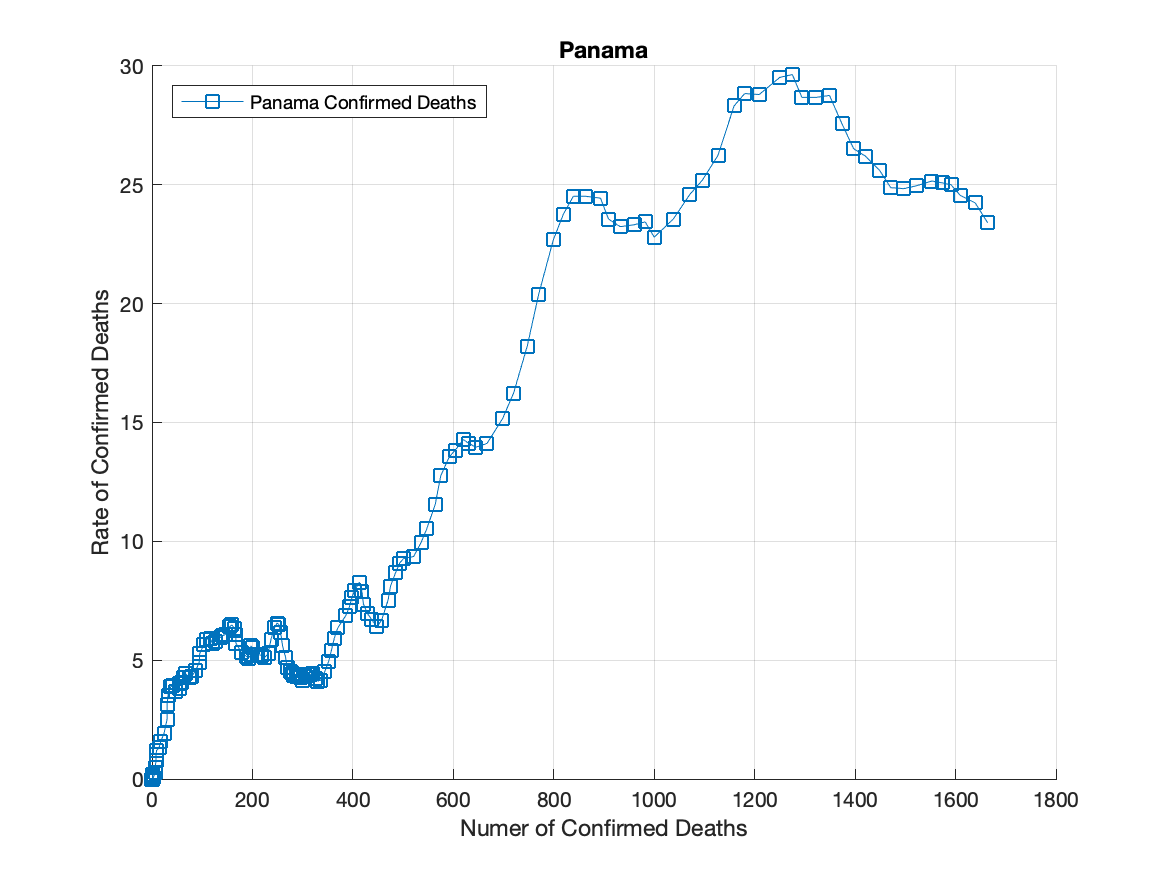 Panama
Panama Confirmed Deaths
Rate of Confirmed Deaths
30
25
20
15
10
5
0
0 200 400 600 800 1000 1200 1400 1600 1800
Numer of Confirmed Deaths